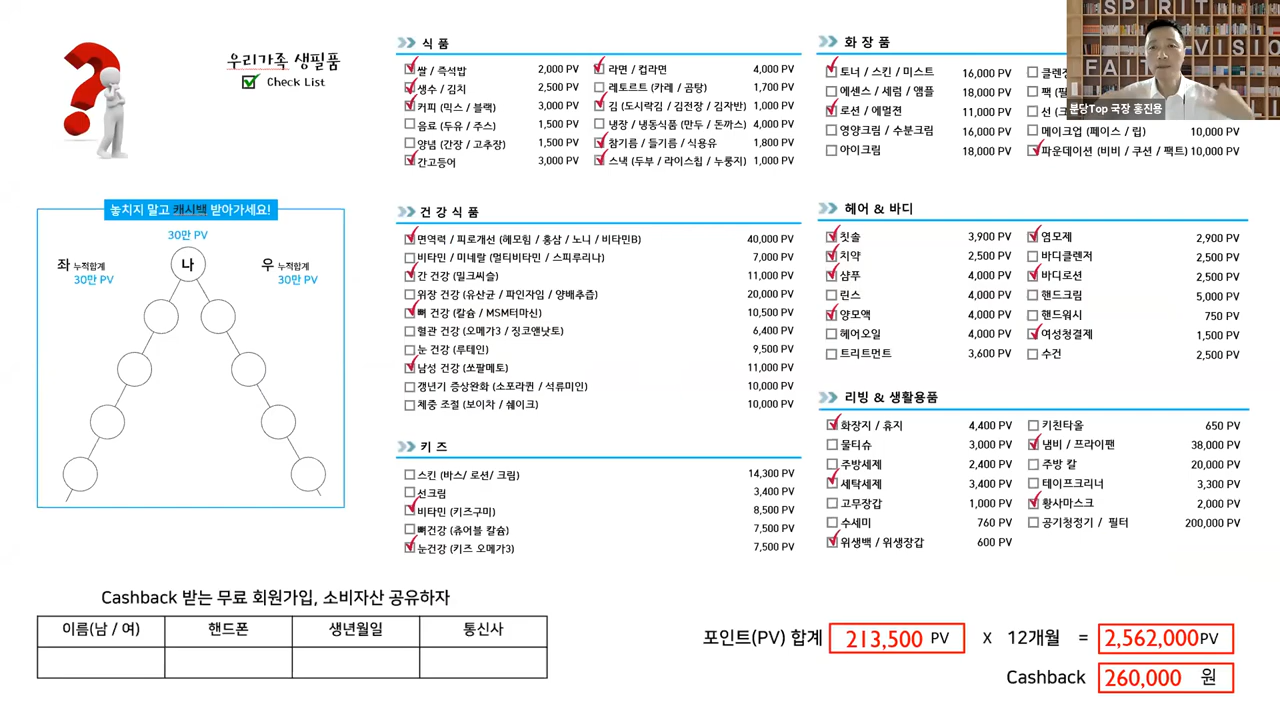 우리가족 생필품
Check List
놓치지 말고 캐시백 받아가세요!
30만 PV
좌 누적합계
30만 PV
나
우 누적합계
30만 PV
식 품
쌀 / 즉석밥 2,000 PV
생수 / 김치 2,500 PV
커피 (믹스 / 블랙) 3,000 PV
음료 (두유 / 주스) 1,500 PV
양념 (간장 / 고추장) 1,500 PV
간고등어 3,000 PV
라면 / 컵라면 4,000 PV
레토르트 (카레 / 곰탕) 1,700 PV
김 (도시락김 / 김전장 / 김자반) 1,000 PV
냉장 / 냉동식품 (만두 / 돈까스) 4,000 PV
참기름 / 들기름 / 식용유 1,800 PV
스낵 (두부 / 라이스칩 / 누룽지) 1,000 PV
건 강 식 품
면역력 / 피로개선 (헤모힘 / 홍삼 / 노니 / 비타민B) 40,000 PV
비타민 / 미네랄 (멀티비타민 / 스피루리나) 7,000 PV
간 건강 (밀크씨슬) 11,000 PV
위장 건강 (유산균 / 파인자임 / 양배추즙) 20,000 PV
뼈 건강 (칼슘 / MSM터마신) 10,500 PV
혈관 건강 (오메가3 / 징코앤낫토) 6,400 PV
눈 건강 (루테인) 9,500 PV
남성 건강 (쏘팔메토) 11,000 PV
갱년기 증상완화 (소포라퀸 / 석류미인) 10,000 PV
체중 조절 (보이차 / 쉐이크) 10,000 PV
키 즈
스킨 (바스/ 로션/ 크림) 14,300 PV
선크림 3,400 PV
비타민 (키즈구미) 8,500 PV
뼈건강 (츄어블 칼슘) 7,500 PV
눈건강 (키즈 오메가3) 7,500 PV
화 장 품
토너 / 스킨 / 미스트 16,000 PV
에센스 / 세럼 / 앰플 18,000 PV
로션 / 에멀젼 11,000 PV
영양크림 / 수분크림 16,000 PV
아이크림 18,000 PV
클렌
팩 (
선 (
메이크업 (페이스 / 립) 10,000 PV
파운데이션 (비비 / 쿠션 / 팩트) 10,000 PV
SPIRIT
VISIO
FAIT
분당Top 국장 홍진용
헤어 & 바디
칫솔 3,900 PV
치약 2,500 PV
샴푸 4,000 PV
린스 4,000 PV
양모액 4,000 PV
헤어오일 4,000 PV
트리트먼트 3,600 PV
염모제 2,900 PV
바디클렌저 2,500 PV
바디로션 2,500 PV
핸드크림 5,000 PV
핸드워시 750 PV
여성청결제 1,500 PV
수건 2,500 PV
리빙 & 생활용품
화장지 / 휴지 4,400 PV
물티슈 3,000 PV
주방세제 2,400 PV
세탁세제 3,400 PV
고무장갑 1,000 PV
수세미 760 PV
위생백 / 위생장갑 600 PV
키친타올 650 PV
냄비 / 프라이팬 38,000 PV
주방 칼 20,000 PV
테이프크리너 3,300 PV
황사마스크 2,000 PV
공기청정기 / 필터 200,000 PV
Cashback 받는 무료 회원가입, 소비자산 공유하자
이름(남 / 여) 핸드폰 생년월일 통신사
포인트(PV) 합계 213,500 PV X 12개월 = 2,562,000PV
Cashback 260,000 원